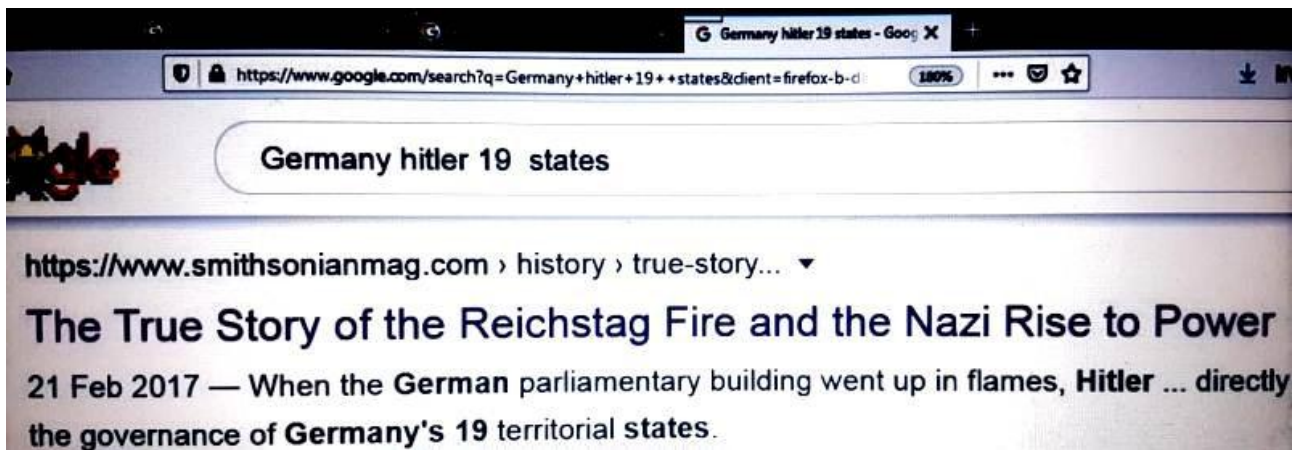 G Germany hitler 19 states - Goog X +
https://www.google.com/search?q=Germany+hitler+19++states&client=firefox-b-d 180% ...
gle
Germany hitler 19 states
https://www.smithsonianmag.com › history › true-story... ▾
The True Story of the Reichstag Fire and the Nazi Rise to Power
21 Feb 2017 — When the German parliamentary building went up in flames, Hitler ... directly
the governance of Germany's 19 territorial states.